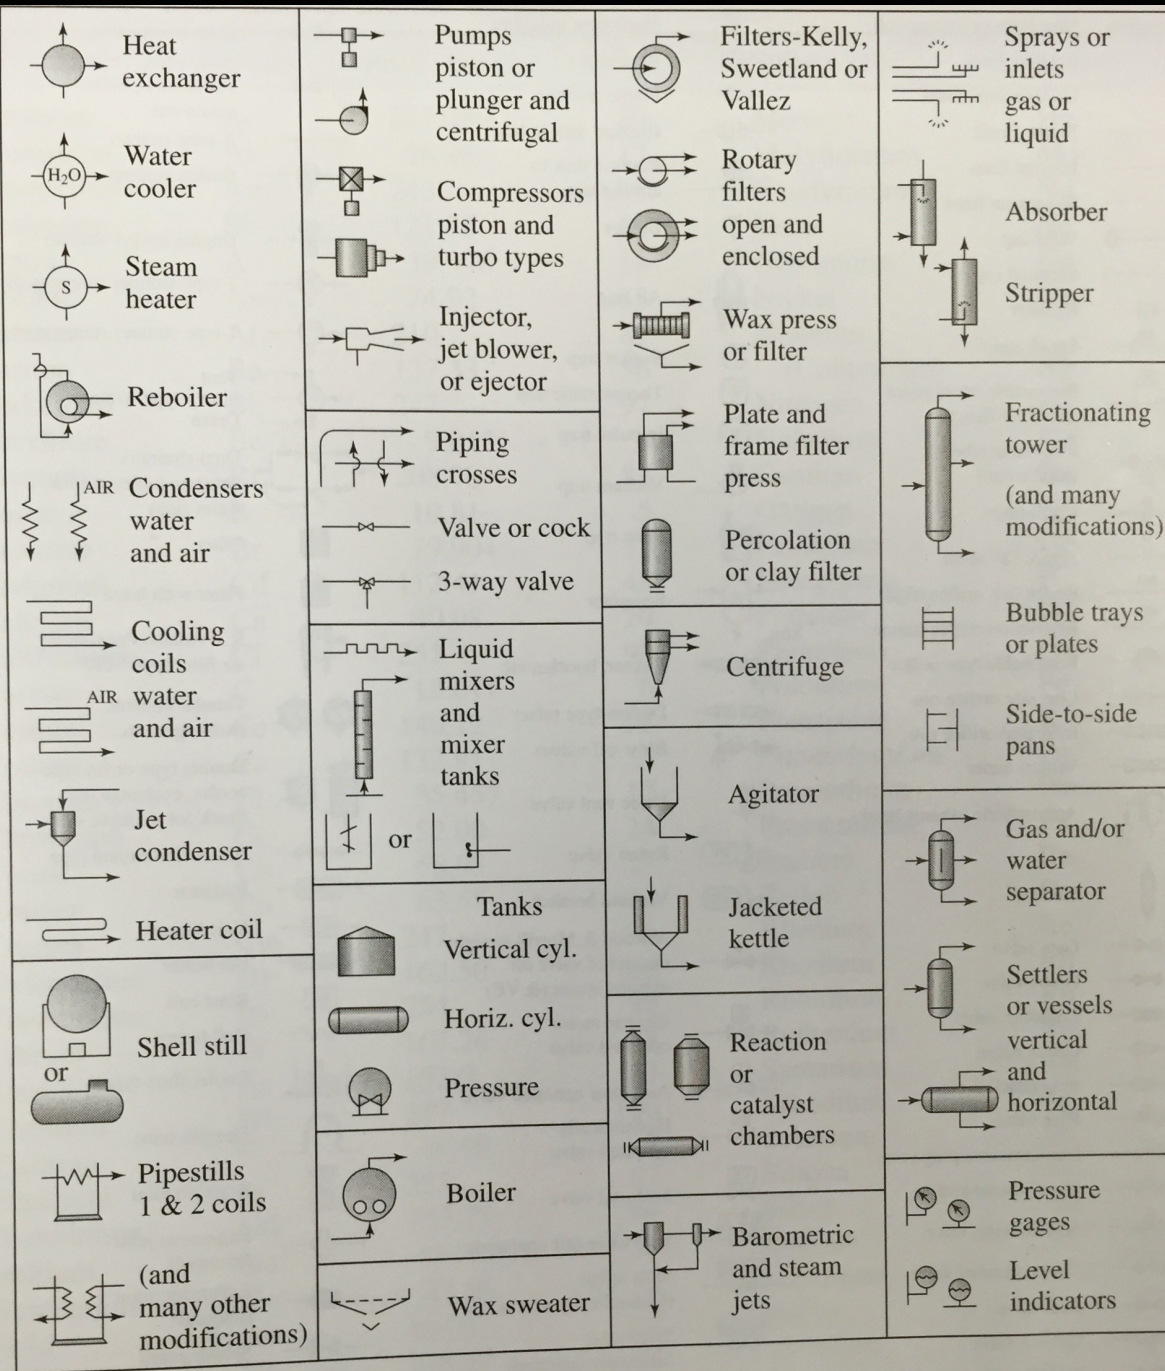 Heat
exchanger
H₂O
Water
cooler
S
Steam
heater
Reboiler
AIR
Condensers
water
and air
Cooling
coils
AIR
water
and air
Jet
condenser
Heater coil
Shell still
or
Pipestills
1 & 2 coils
(and
many other
modifications)
Pumps
piston or
plunger and
centrifugal
Compressors
piston and
turbo types
Injector,
jet blower,
or ejector
Piping
crosses
Valve or cock
3-way valve
Liquid
mixers
and
mixer
tanks
or
Tanks
Vertical cyl.
Horiz. cyl.
Pressure
Boiler
Wax sweater
Filters-Kelly,
Sweetland or
Vallez
Rotary
filters
open and
enclosed
Wax press
or filter
Plate and
frame filter
press
Percolation
or clay filter
Centrifuge
Agitator
Jacketed
kettle
Reaction
or
catalyst
chambers
Barometric
and steam
jets
Sprays or
inlets
gas or
liquid
Absorber
Stripper
Fractionating
tower
(and many
modifications)
Bubble trays
or plates
Side-to-side
pans
Gas and/or
water
separator
Settlers
or vessels
vertical
and
horizontal
Pressure
gages
Level
indicators